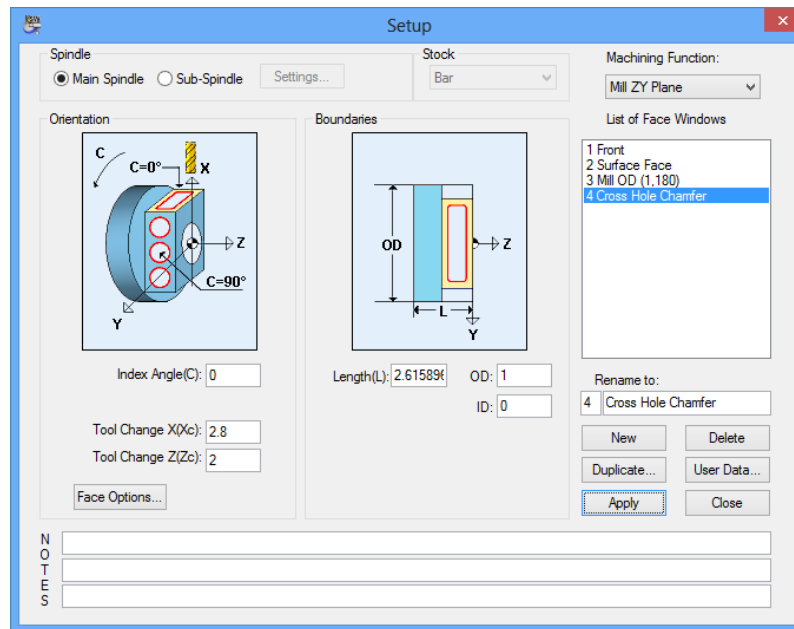 Setup
Spindle
Main Spindle
Sub-Spindle
Settings...
Stock
Bar
Machining Function:
Mill ZY Plane
Orientation
C
C=0°
X
Z
C=90°
Y
Index Angle(C): 0
Tool Change X(Xc): 2.8
Tool Change Z(Zc): 2
Face Options...
Boundaries
OD
Z
L
Y
Length(L): 2.615896
OD: 1
ID: 0
List of Face Windows
1 Front
2 Surface Face
3 Mill OD (1,180)
4 Cross Hole Chamfer
Rename to:
4 Cross Hole Chamfer
New
Delete
Duplicate...
User Data...
Apply
Close
NOTES